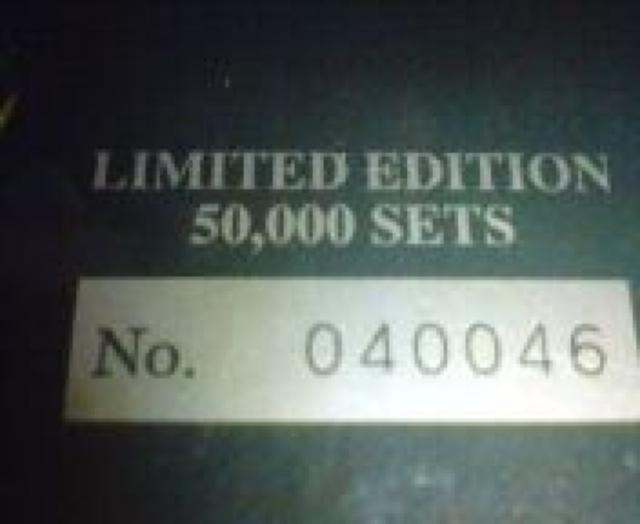 LIMITED EDITION
50,000 SETS
No. 040046